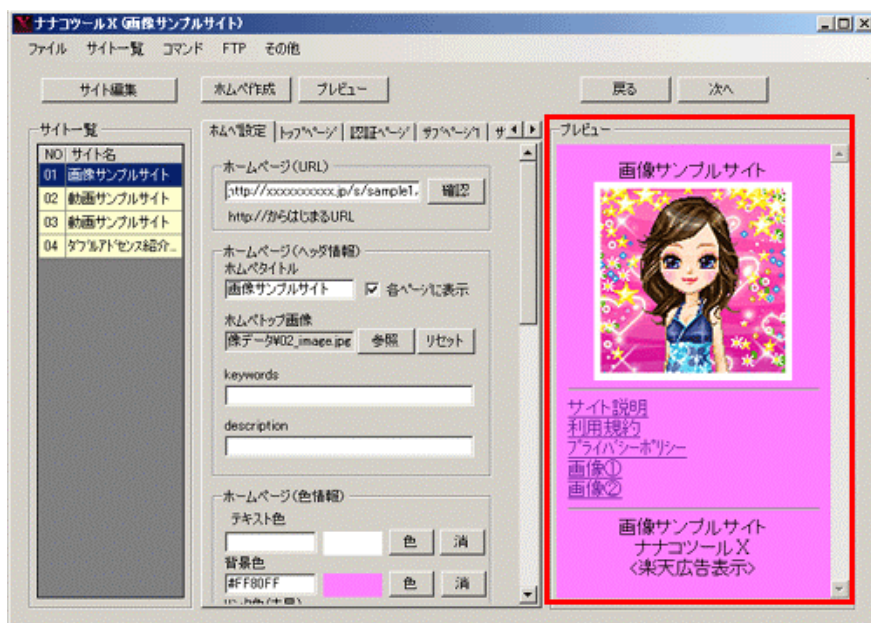 ナナコツールX (画像サンプルサイト)
ファイル サイト一覧 コマンド FTP その他
サイト編集 ホムペ作成 プレビュー 戻る 次へ
サイト一覧
NO サイト名
01 画像サンプルサイト
02 動画サンプルサイト
03 動画サンプルサイト
04 ダブルアドセンス紹介_
ホムペ設定 トップページ 認証ページ サブページ1 サ
ホームページ(URL)
http://xxxxxxxxxx.jp/s/sample1. 確認
http://からはじまるURL
ホームページ(ヘッダ情報)
ホムペタイトル
画像サンプルサイト 各ページに表示
ホムペトップ画像
像データ¥02_image.jpg 参照 リセット
keywords
description
ホームページ(色情報)
テキスト色
色 消
背景色
#FF80FF 色 消
プレビュー
画像サンプルサイト
サイト説明
利用規約
プライバシーポリシー
画像①
画像②
画像サンプルサイト
ナナコツールX
<楽天広告表示>